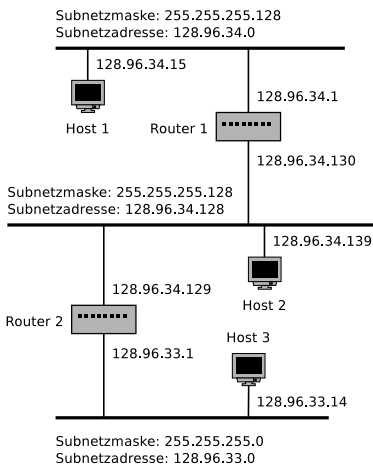 Subnetzmaske: 255.255.255.128
Subnetzadresse: 128.96.34.0
128.96.34.15
128.96.34.1
Host 1
Router 1
128.96.34.130
Subnetzmaske: 255.255.255.128
Subnetzadresse: 128.96.34.128
128.96.34.139
128.96.34.129
Host 2
Router 2
Host 3
128.96.33.1
128.96.33.14
Subnetzmaske: 255.255.255.0
Subnetzadresse: 128.96.33.0